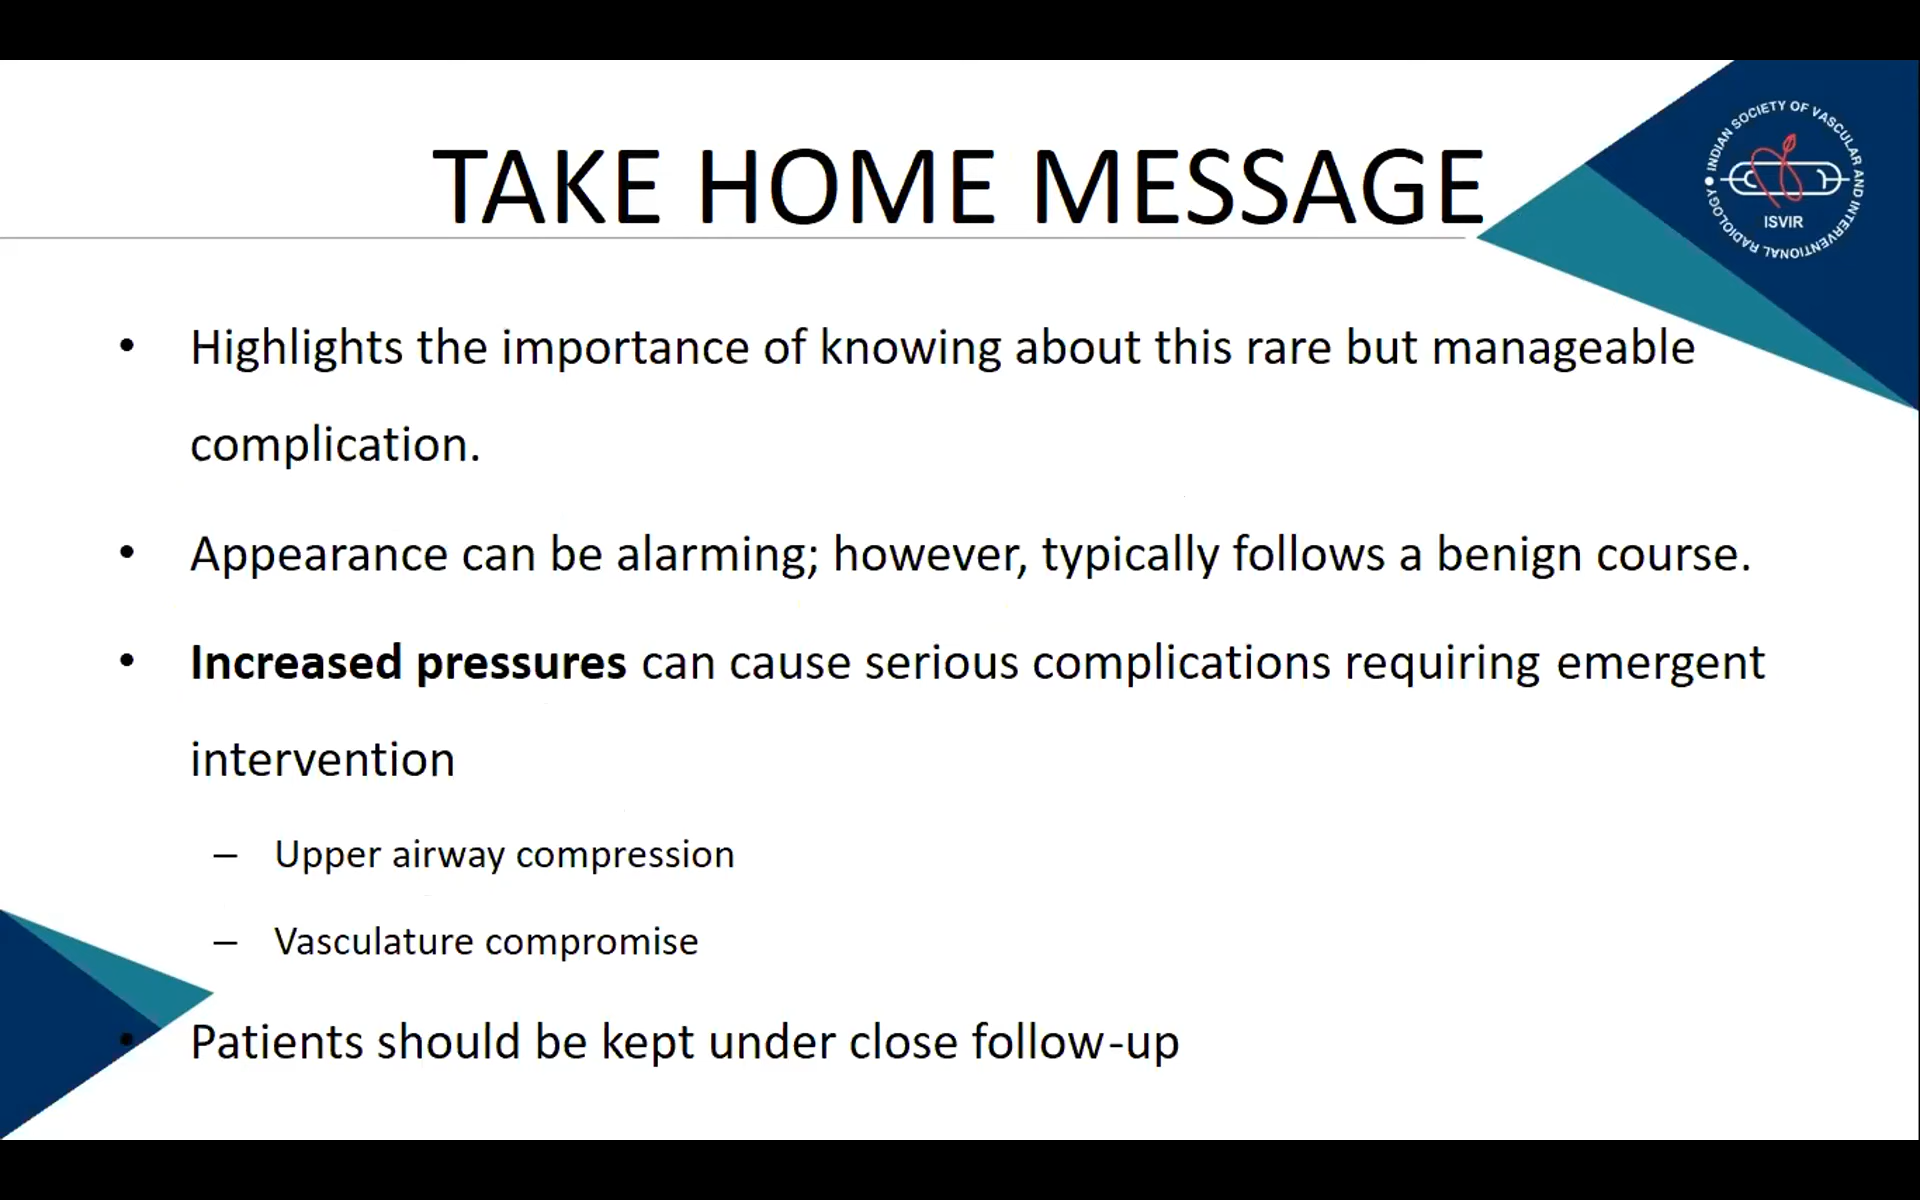 TAKE HOME MESSAGE
INDIAN SOCIETY OF VASCULAR AND INTERVENTIONAL RADIOLOGY
ISVIR
• Highlights the importance of knowing about this rare but manageable
complication.
• Appearance can be alarming; however, typically follows a benign course.
• Increased pressures can cause serious complications requiring emergent
intervention
– Upper airway compression
– Vasculature compromise
• Patients should be kept under close follow-up